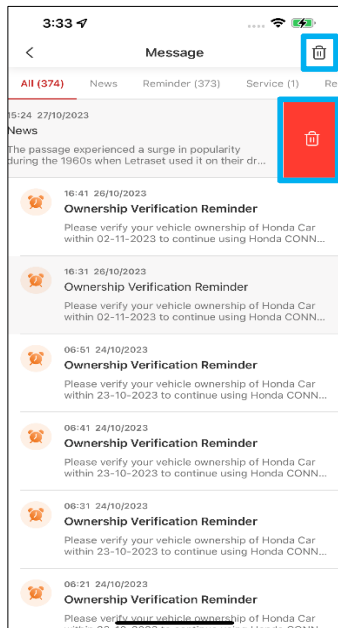 3:33
Message
All (374) News Reminder (373) Service (1) Re
15:24 27/10/2023
News
The passage experienced a surge in popularity
during the 1960s when Letraset used it on their dr...
16:41 26/10/2023
Ownership Verification Reminder
Please verify your vehicle ownership of Honda Car
within 02-11-2023 to continue using Honda CONN...
16:31 26/10/2023
Ownership Verification Reminder
Please verify your vehicle ownership of Honda Car
within 02-11-2023 to continue using Honda CONN...
06:51 24/10/2023
Ownership Verification Reminder
Please verify your vehicle ownership of Honda Car
within 23-10-2023 to continue using Honda CONN...
06:41 24/10/2023
Ownership Verification Reminder
Please verify your vehicle ownership of Honda Car
within 23-10-2023 to continue using Honda CONN...
06:31 24/10/2023
Ownership Verification Reminder
Please verify your vehicle ownership of Honda Car
within 23-10-2023 to continue using Honda CONN...
06:21 24/10/2023
Ownership Verification Reminder
Please verify your vehicle ownership of Honda Car